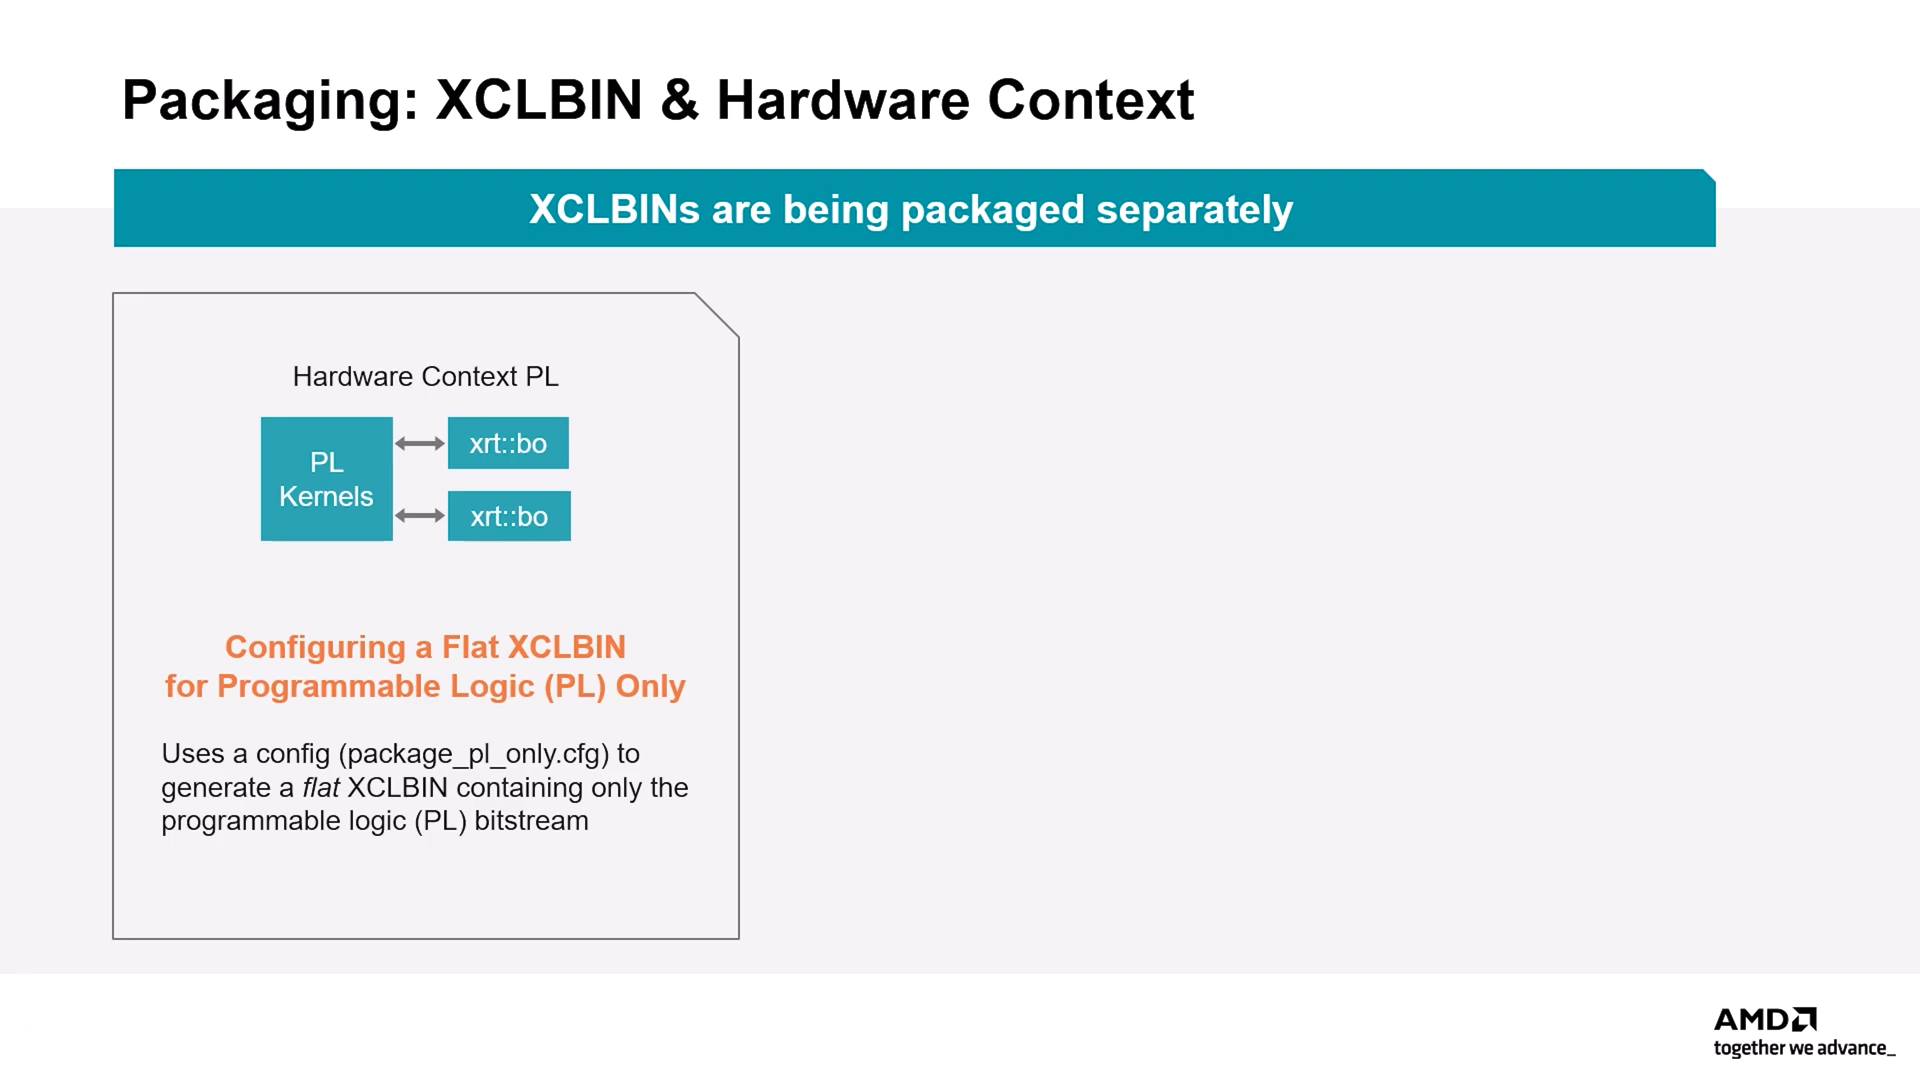 Packaging: XCLBIN & Hardware Context
XCLBINs are being packaged separately
Hardware Context PL
PL
Kernels
xrt::bo
xrt::bo
Configuring a Flat XCLBIN
for Programmable Logic (PL) Only
Uses a config (package_pl_only.cfg) to
generate a flat XCLBIN containing only the
programmable logic (PL) bitstream
AMD
together we advance_